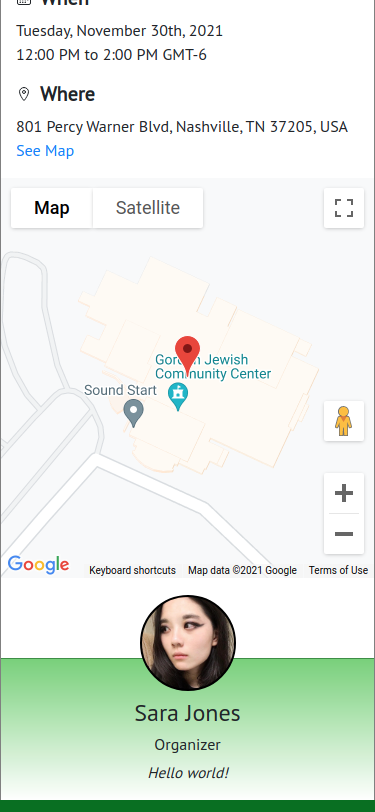 When
Tuesday, November 30th, 2021
12:00 PM to 2:00 PM GMT-6
Where
801 Percy Warner Blvd, Nashville, TN 37205, USA
See Map
Map
Satellite
Gordon Jewish
Community Center
Sound Start
Google
Keyboard shortcuts
Map data ©2021 Google
Terms of Use
Sara Jones
Organizer
Hello world!